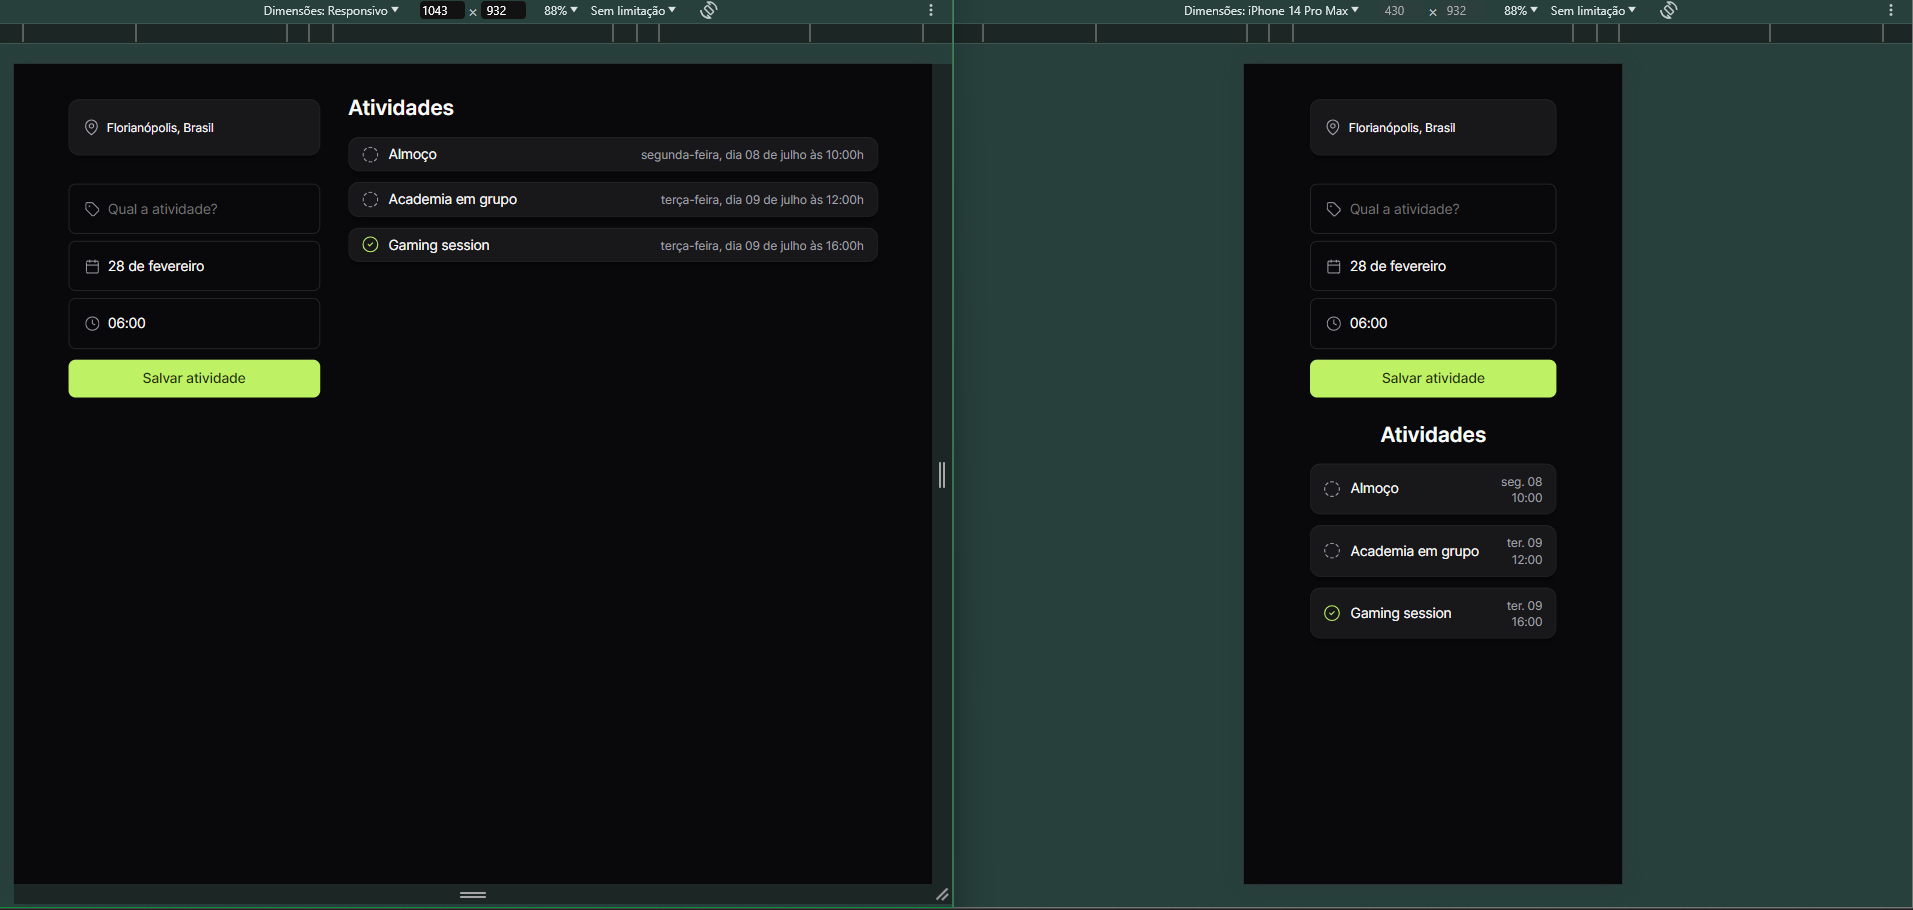 Dimensões: Responsivo 1043 x 932 88% Sem limitação
Florianópolis, Brasil
Qual a atividade?
28 de fevereiro
06:00
Salvar atividade
Atividades
Almoço segunda-feira, dia 08 de julho às 10:00h
Academia em grupo terça-feira, dia 09 de julho às 12:00h
Gaming session terça-feira, dia 09 de julho às 16:00h
Dimensões: iPhone 14 Pro Max 430 x 932 88% Sem limitação
Florianópolis, Brasil
Qual a atividade?
28 de fevereiro
06:00
Salvar atividade
Atividades
Almoço
seg. 08
10:00
Academia em grupo
ter. 09
12:00
Gaming session
ter. 09
16:00